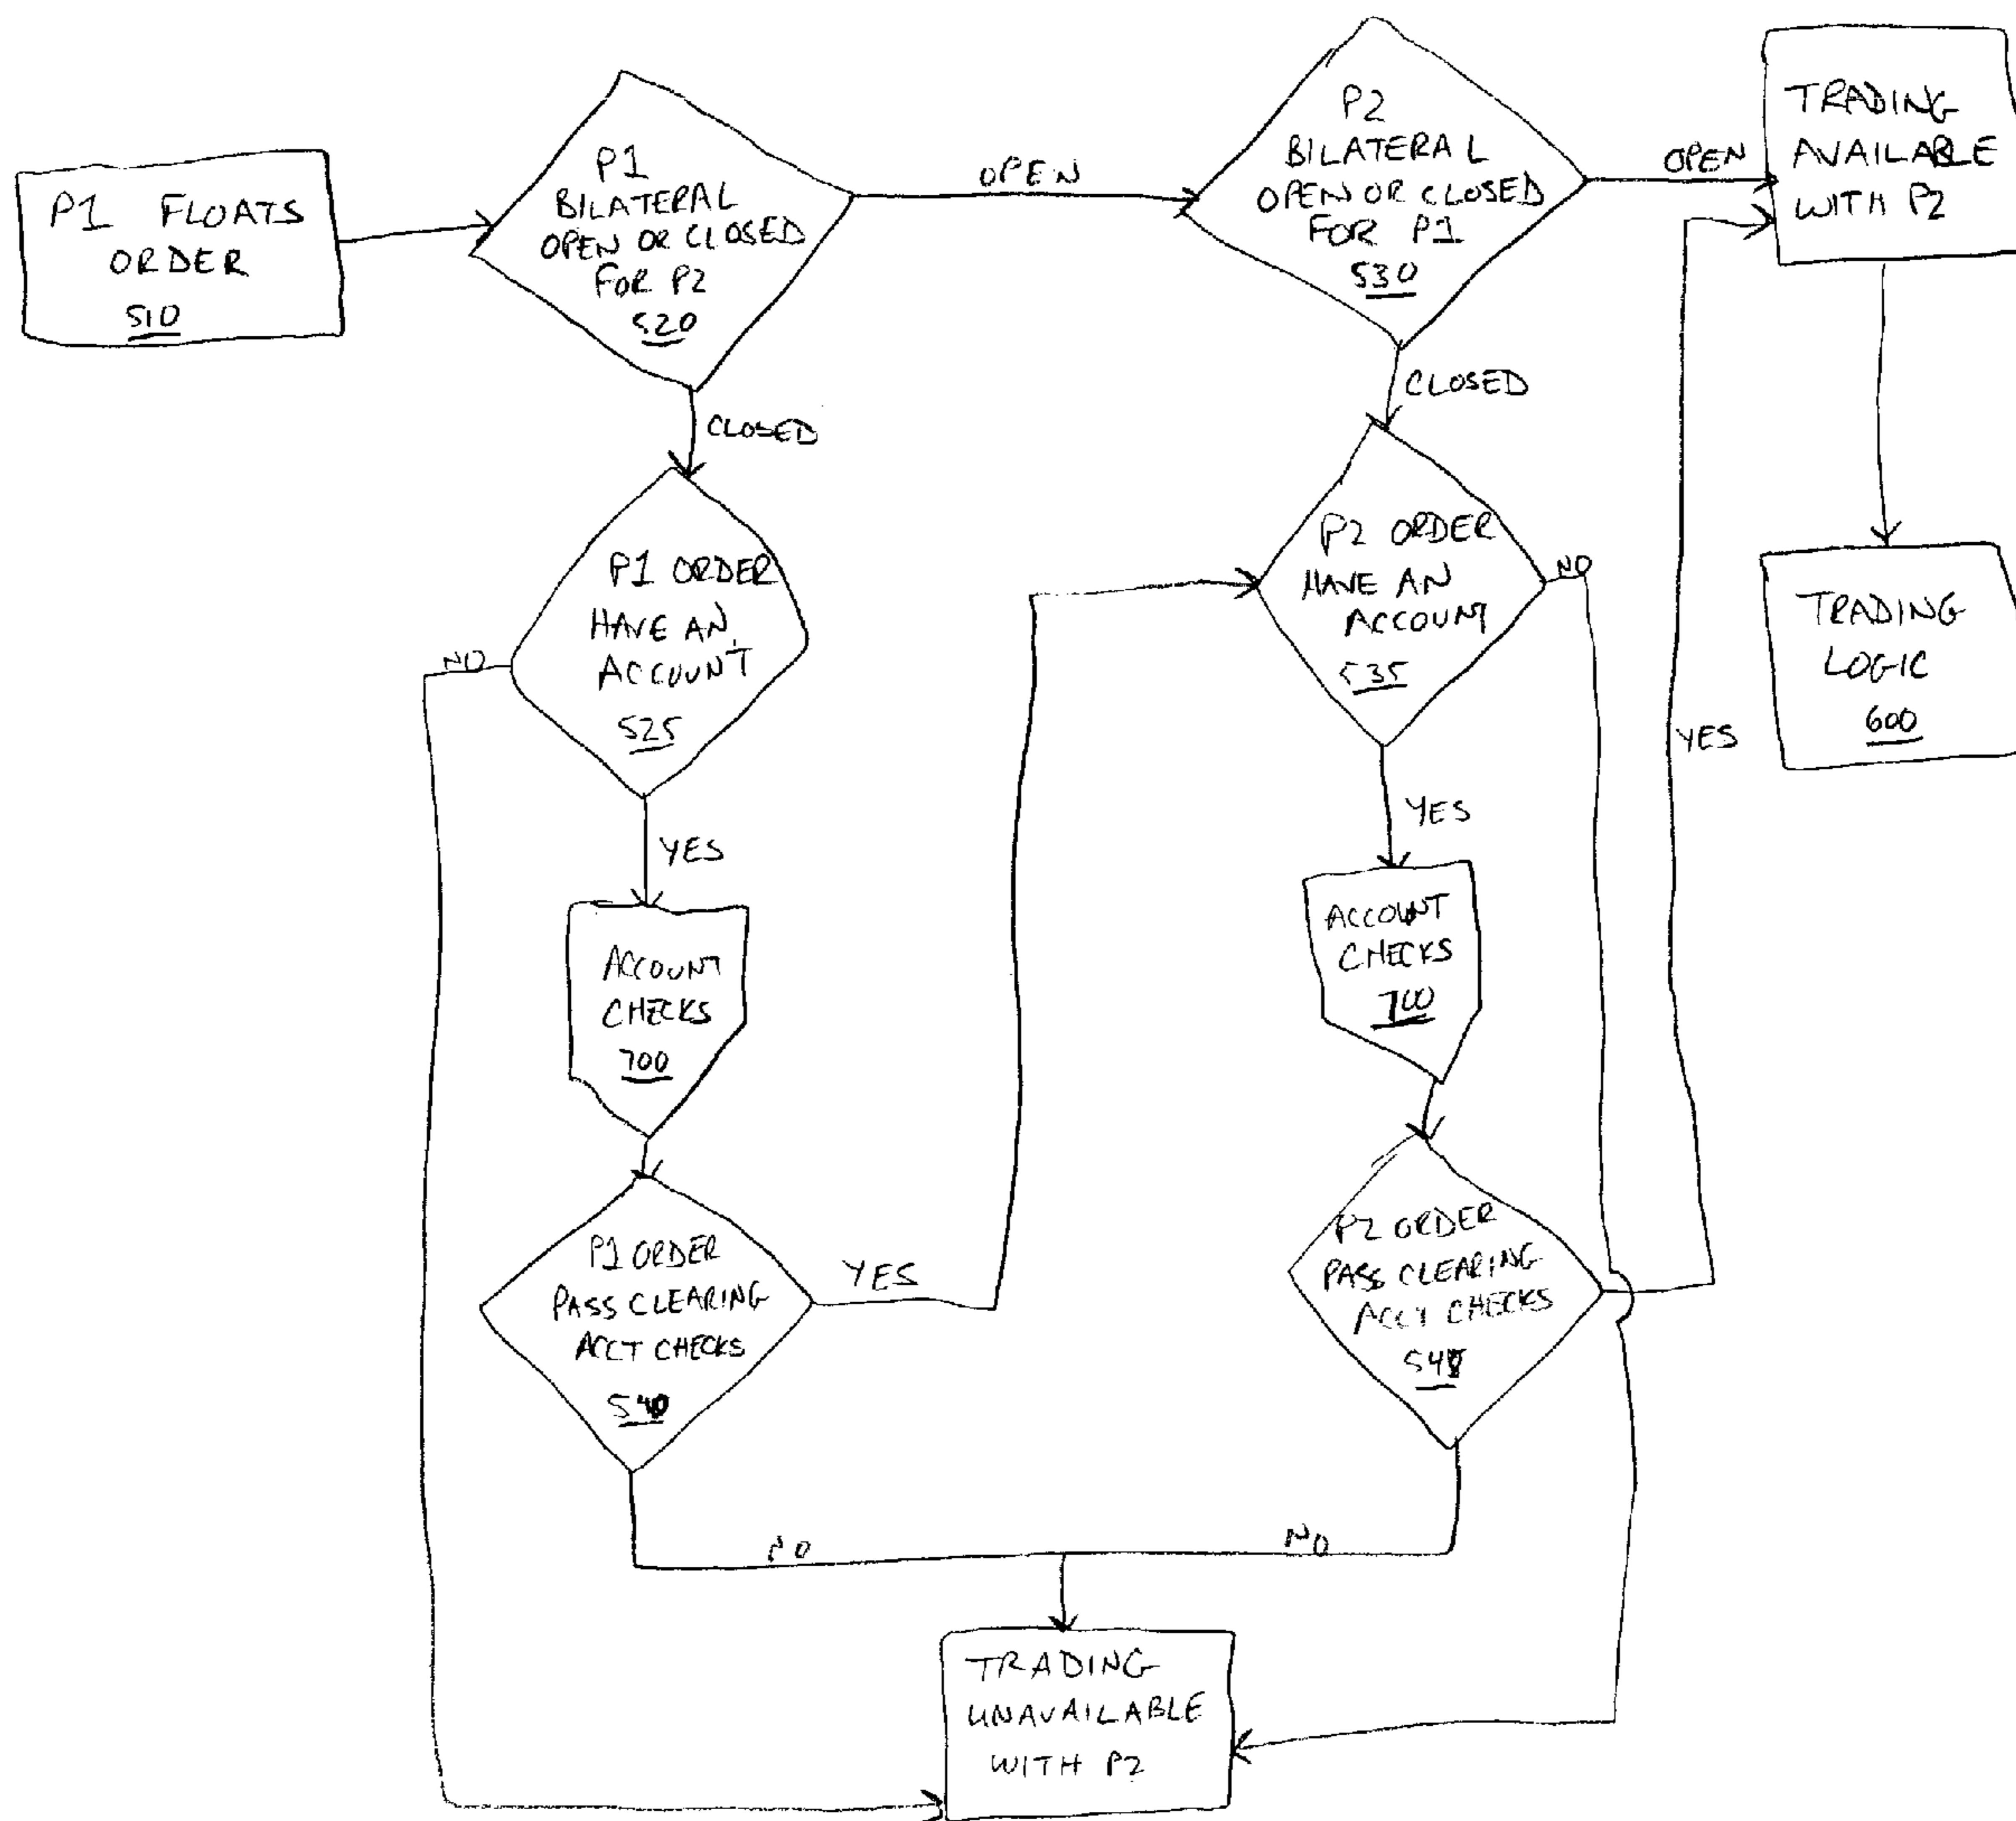 P1 FLOATS
ORDER
510
P1
BILATERAL
OPEN OR CLOSED
FOR P2
520
OPEN
P2
BILATERAL
OPEN OR CLOSED
FOR P1
530
OPEN
TRADING
AVAILABLE
WITH P2
CLOSED
CLOSED
P1 ORDER
HAVE AN
ACCOUNT
525
NO
P2 ORDER
HAVE AN
ACCOUNT
535
NO
TRADING
LOGIC
600
YES
YES
YES
ACCOUNT
CHECKS
700
ACCOUNT
CHECKS
700
P1 ORDER
PASS CLEARING
ACCT CHECKS
540
YES
P2 ORDER
PASS CLEARING
ACCT CHECKS
NO
NO
TRADING
UNAVAILABLE
WITH P2